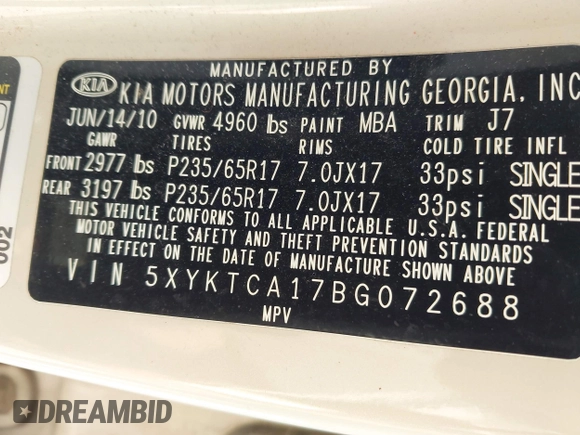 MANUFACTURED BY
KIA KIA MOTORS MANUFACTURING GEORGIA, INC
JUN/14/10 GVWR 4960 lbs PAINT MBA TRIM J7
GAWR TIRES RIMS COLD TIRE INFL
FRONT 2977 lbs P235/65R17 7.0JX17 33psi SINGLE
REAR 3197 lbs P235/65R17 7.0JX17 33psi SINGLE
THIS VEHICLE CONFORMS TO ALL APPLICABLE U.S.A. FEDERAL
MOTOR VEHICLE SAFETY AND THEFT PREVENTION STANDARDS
IN EFFECT ON THE DATE OF MANUFACTURE SHOWN ABOVE
VIN 5XYKTCA17BG072688
MPV
002
DREAMBID